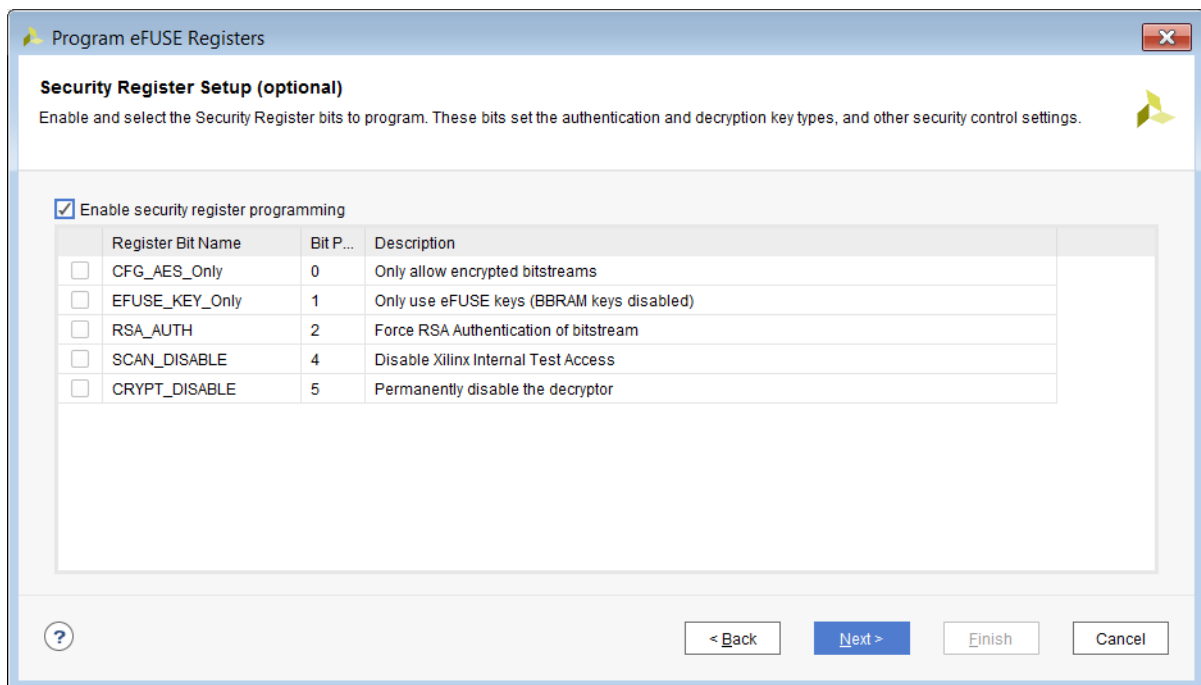 Program eFUSE Registers
Security Register Setup (optional)
Enable and select the Security Register bits to program. These bits set the authentication and decryption key types, and other security control settings.
Enable security register programming
Register Bit Name Bit P... Description
CFG_AES_Only 0 Only allow encrypted bitstreams
EFUSE_KEY_Only 1 Only use eFUSE keys (BBRAM keys disabled)
RSA_AUTH 2 Force RSA Authentication of bitstream
SCAN_DISABLE 4 Disable Xilinx Internal Test Access
CRYPT_DISABLE 5 Permanently disable the decryptor
? < Back Next > Finish Cancel